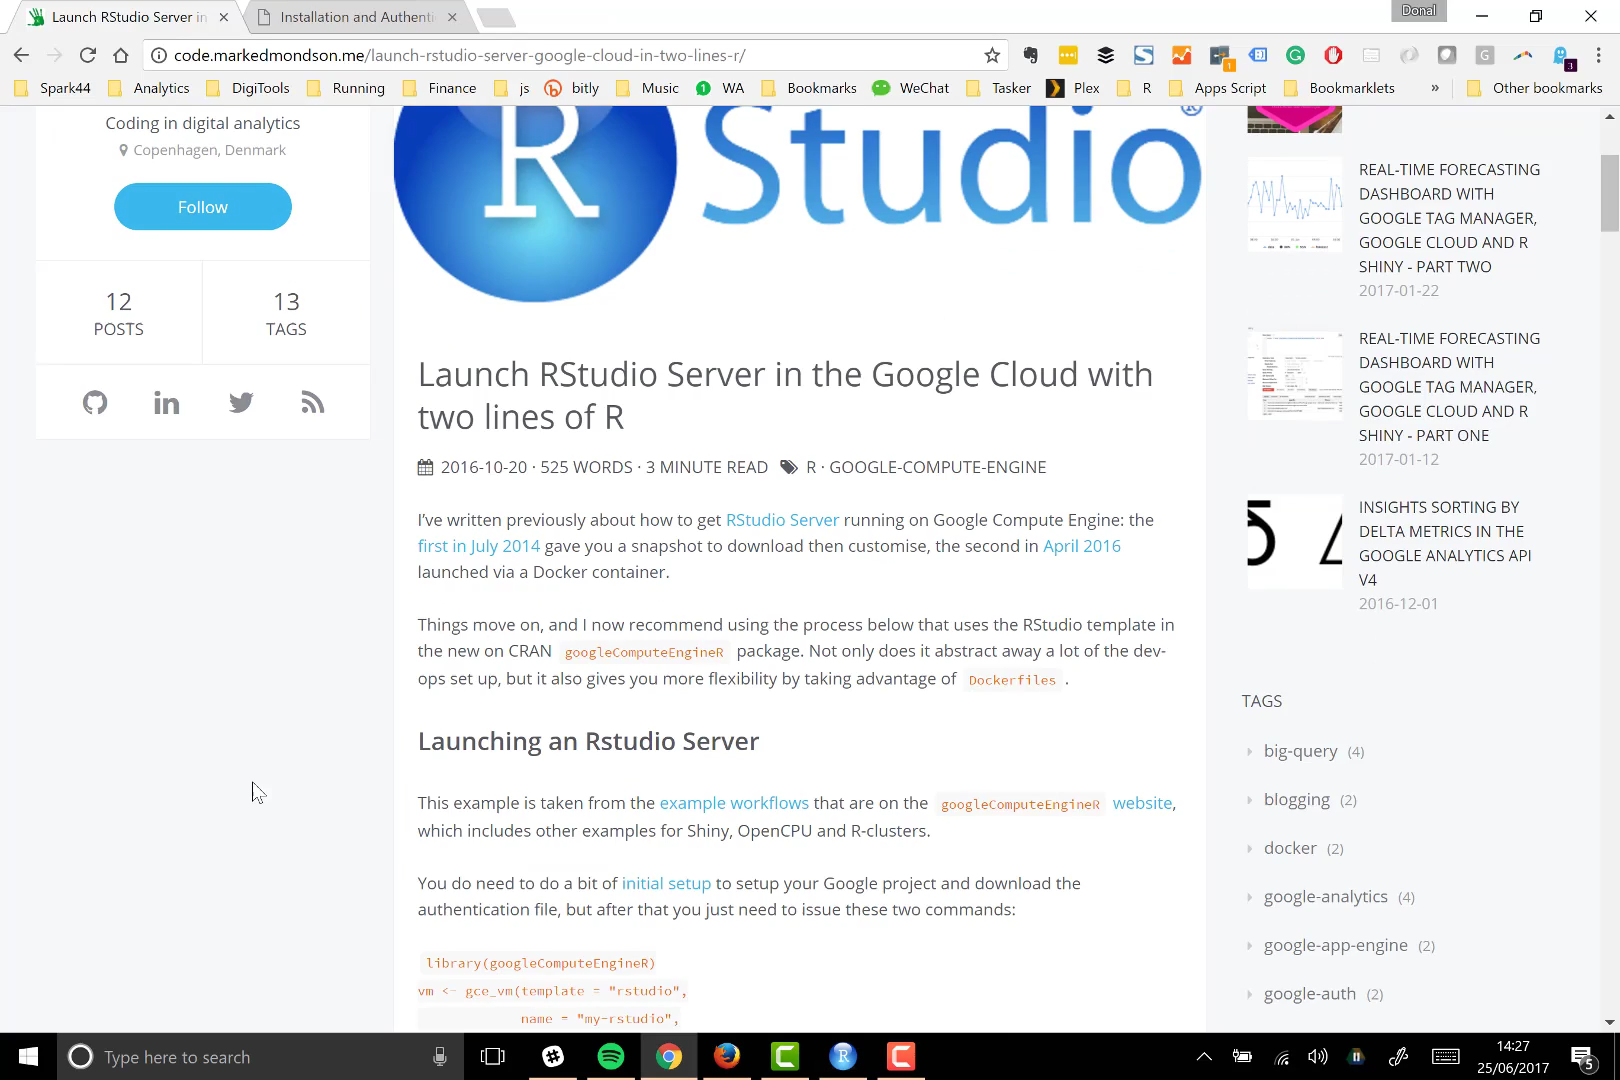 Launch RStudio Server in
Installation and Authenti
Donal
code.markedmondson.me/launch-rstudio-server-google-cloud-in-two-lines-r/
Spark44
Analytics
DigiTools
Running
Finance
js
bitly
Music
WA
Bookmarks
WeChat
Tasker
Plex
R
Apps Script
Bookmarklets
»
Other bookmarks
Coding in digital analytics
Copenhagen, Denmark
Follow
12
POSTS
13
TAGS
R Studio
®
Launch RStudio Server in the Google Cloud with
two lines of R
2016-10-20 · 525 WORDS · 3 MINUTE READ R · GOOGLE-COMPUTE-ENGINE
I've written previously about how to get RStudio Server running on Google Compute Engine: the
first in July 2014 gave you a snapshot to download then customise, the second in April 2016
launched via a Docker container.
Things move on, and I now recommend using the process below that uses the RStudio template in
the new on CRAN googleComputeEngineR package. Not only does it abstract away a lot of the dev-
ops set up, but it also gives you more flexibility by taking advantage of Dockerfiles .
Launching an Rstudio Server
This example is taken from the example workflows that are on the googleComputeEngineR website,
which includes other examples for Shiny, OpenCPU and R-clusters.
You do need to do a bit of initial setup to setup your Google project and download the
authentication file, but after that you just need to issue these two commands:
library(googleComputeEngineR)
vm <- gce_vm(template = "rstudio",
name = "my-rstudio",
REAL-TIME FORECASTING
DASHBOARD WITH
GOOGLE TAG MANAGER,
GOOGLE CLOUD AND R
SHINY - PART TWO
2017-01-22
REAL-TIME FORECASTING
DASHBOARD WITH
GOOGLE TAG MANAGER,
GOOGLE CLOUD AND R
SHINY - PART ONE
2017-01-12
INSIGHTS SORTING BY
DELTA METRICS IN THE
GOOGLE ANALYTICS API
V4
2016-12-01
TAGS
big-query (4)
blogging (2)
docker (2)
google-analytics (4)
google-app-engine (2)
google-auth (2)
Type here to search
14:27
25/06/2017
5